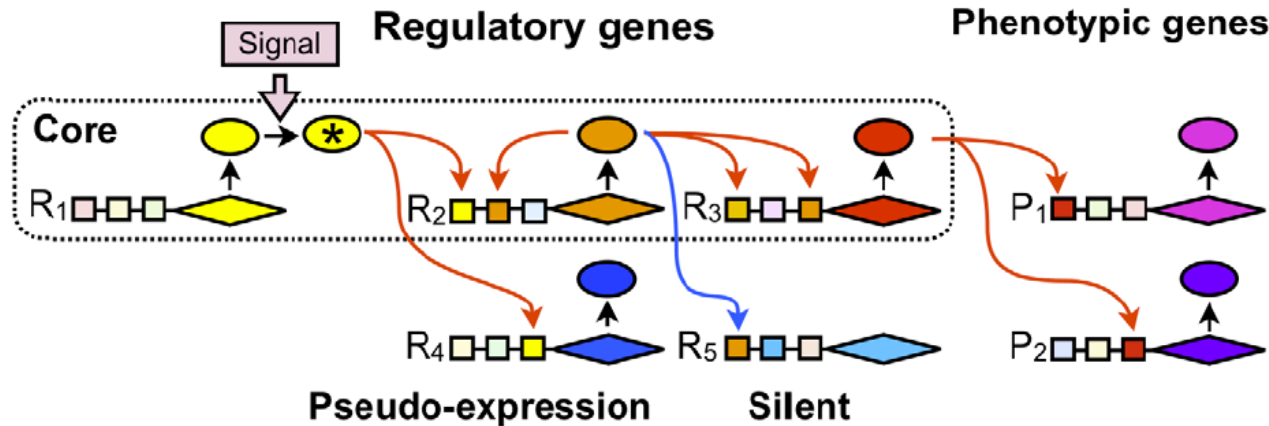 Regulatory genes
Phenotypic genes
Signal
Core
*
R1
R2
R3
P1
R4
R5
P2
Pseudo-expression
Silent